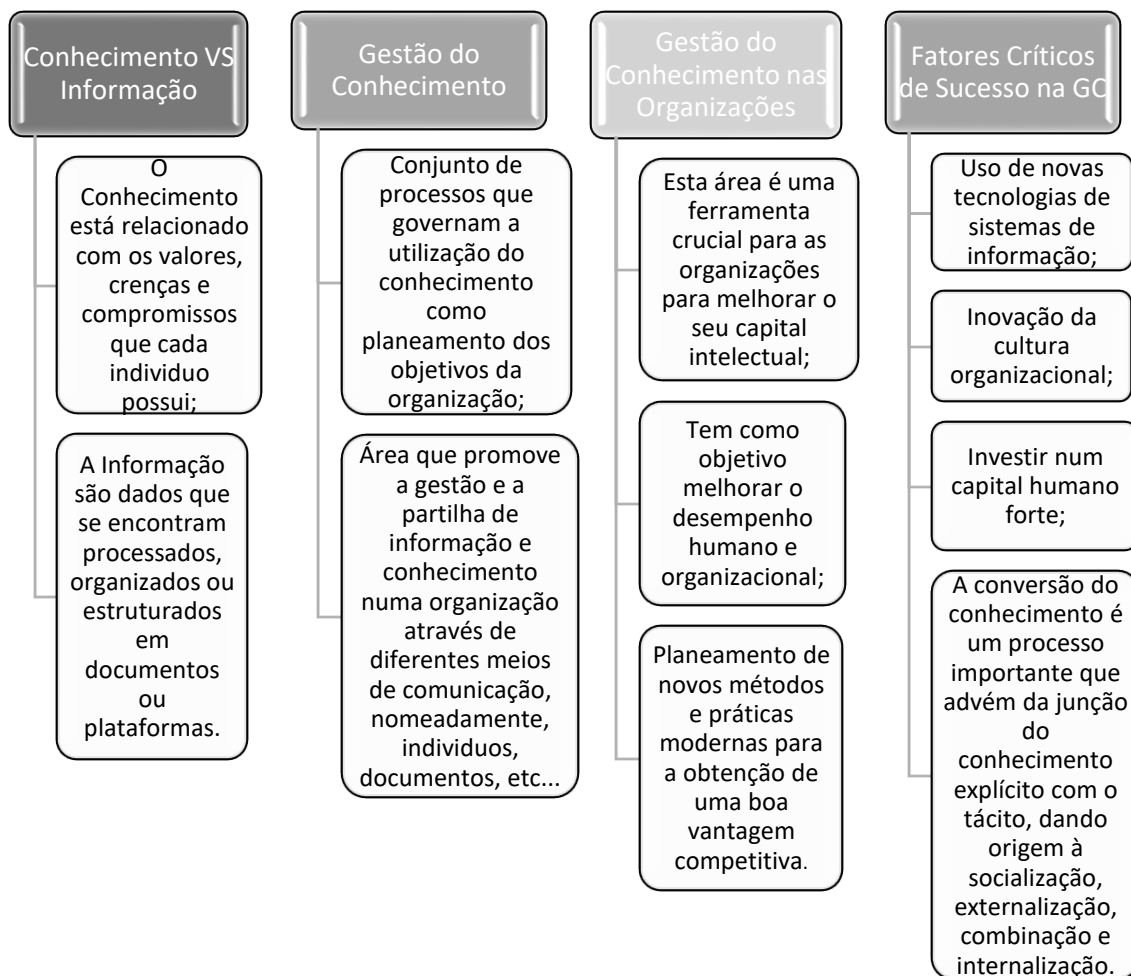 Conhecimento VS
Informação
O
Conhecimento
está relacionado
com os valores,
crenças e
compromissos
que cada
individuo
possui;
A Informação
são dados que
se encontram
processados,
organizados ou
estruturados
em
documentos
ou
plataformas.
Gestão do
Conhecimento
Conjunto de
processos que
governam a
utilização do
conhecimento
como
planeamento dos
objetivos da
organização;
Área que promove
a gestão e a
partilha de
informação e
conhecimento
numa organização
através de
diferentes meios
de comunicação,
nomeadamente,
individuos,
documentos, etc...
Gestão do
Conhecimento nas
Organizações
Esta área é uma
ferramenta
crucial para as
organizações
para melhorar o
seu capital
intelectual;
Tem como
objetivo
melhorar o
desempenho
humano e
organizacional;
Planeamento de
novos métodos
e práticas
modernas para
a obtenção de
uma boa
vantagem
competitiva.
Fatores Críticos
de Sucesso na GC
Uso de novas
tecnologias de
sistemas de
informação;
Inovação da
cultura
organizacional;
Investir num
capital humano
forte;
A conversão do
conhecimento é
um processo
importante que
advém da junção
do
conhecimento
explícito com o
tácito, dando
origem à
socialização,
externalização,
combinação e
internalização.